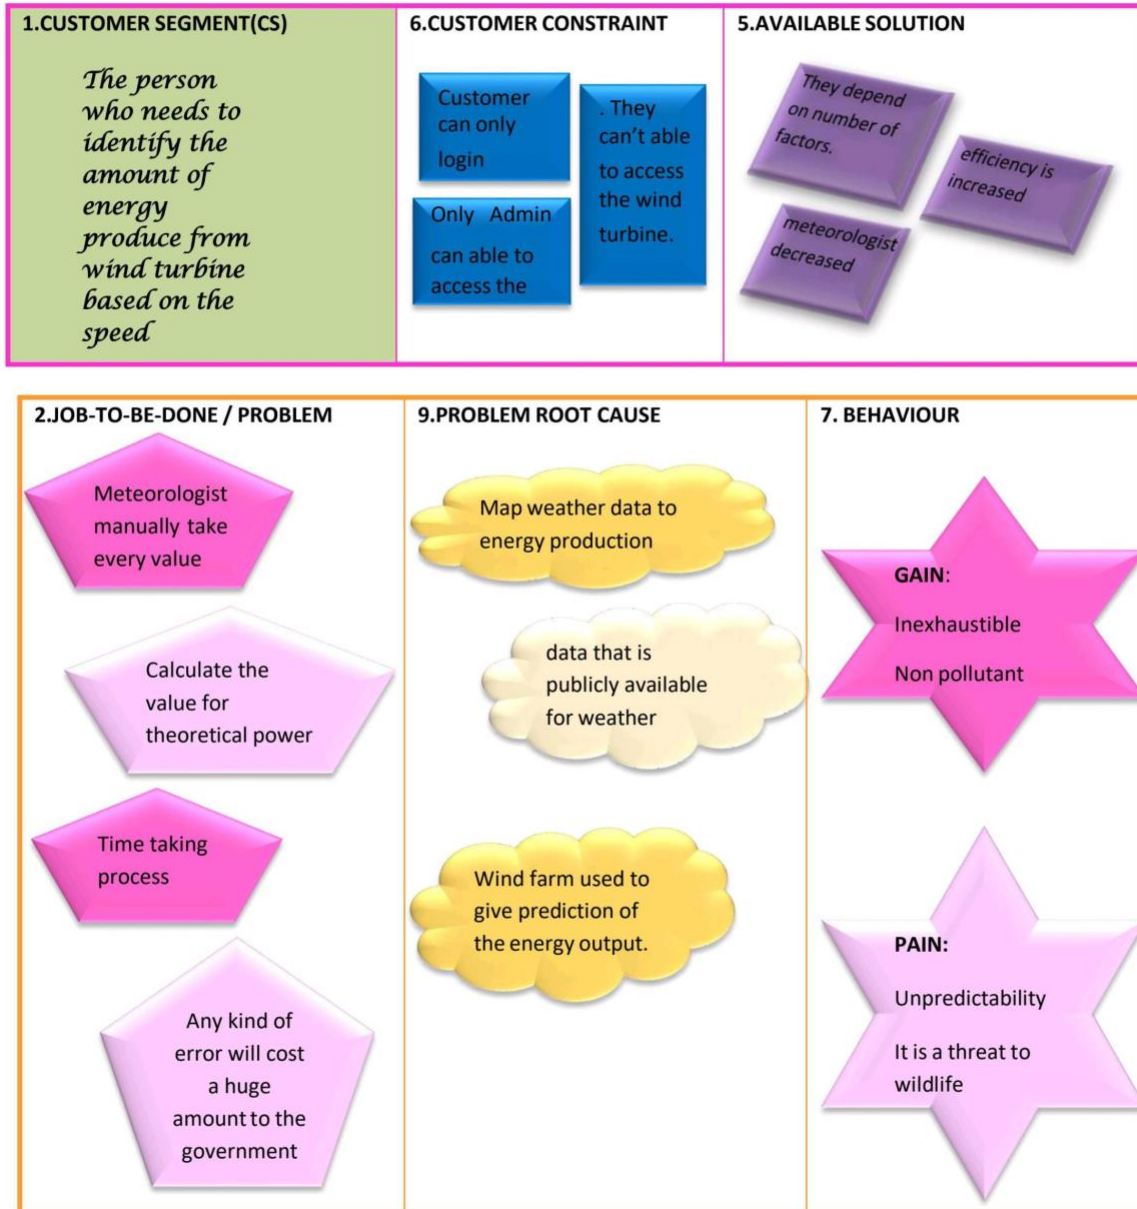 1.CUSTOMER SEGMENT(CS)
The person
who needs to
identify the
amount of
energy
produce from
wind turbine
based on the
speed
6.CUSTOMER CONSTRAINT
Customer
can only
login
Only Admin
can able to
access the
. They
can’t able
to access
the wind
turbine.
5.AVAILABLE SOLUTION
They depend
on number of
factors.
efficiency is
increased
meteorologist
decreased
2.JOB-TO-BE-DONE / PROBLEM
Meteorologist
manually take
every value
Calculate the
value for
theoretical power
Time taking
process
Any kind of
error will cost
a huge
amount to the
government
9.PROBLEM ROOT CAUSE
Map weather data to
energy production
data that is
publicly available
for weather
Wind farm used to
give prediction of
the energy output.
7. BEHAVIOUR
GAIN:
Inexhaustible
Non pollutant
PAIN:
Unpredictability
It is a threat to
wildlife